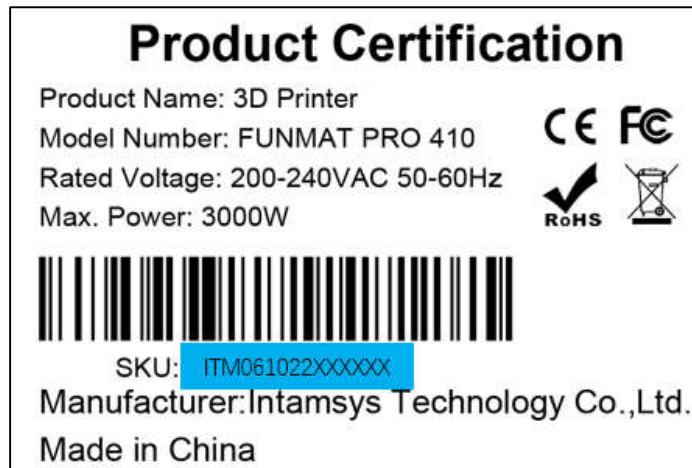 Product Certification
Product Name: 3D Printer
Model Number: FUNMAT PRO 410
Rated Voltage: 200-240VAC 50-60Hz
Max. Power: 3000W
CE FC
RoHS
SKU: ITM061022XXXXXX
Manufacturer:Intamsys Technology Co.,Ltd.
Made in China